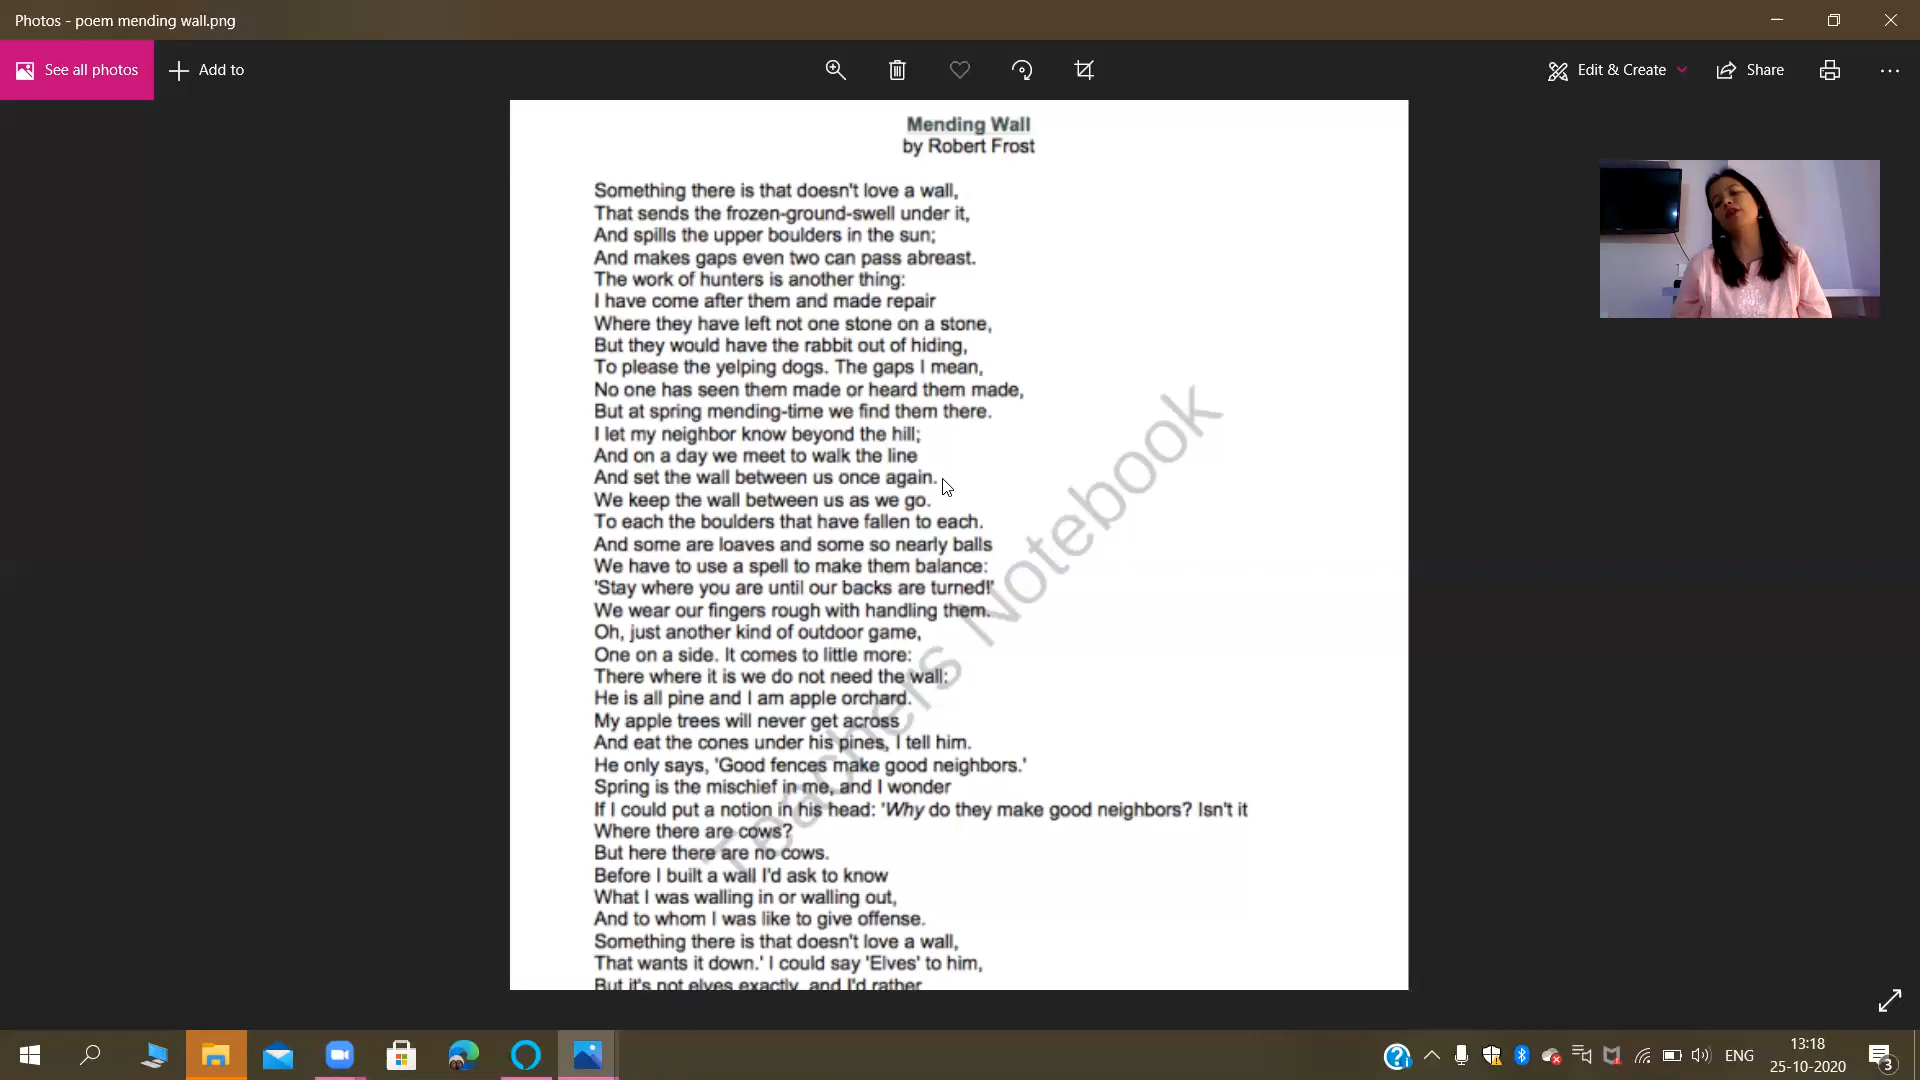 Photos - poem mending wall.png
See all photos
Add to
Edit & Create
Share
Mending Wall
by Robert Frost
Something there is that doesn't love a wall,
That sends the frozen-ground-swell under it,
And spills the upper boulders in the sun;
And makes gaps even two can pass abreast.
The work of hunters is another thing:
I have come after them and made repair
Where they have left not one stone on a stone,
But they would have the rabbit out of hiding,
To please the yelping dogs. The gaps I mean,
No one has seen them made or heard them made,
But at spring mending-time we find them there.
I let my neighbor know beyond the hill;
And on a day we meet to walk the line
And set the wall between us once again.
We keep the wall between us as we go.
To each the boulders that have fallen to each.
And some are loaves and some so nearly balls
We have to use a spell to make them balance:
'Stay where you are until our backs are turned!'
We wear our fingers rough with handling them.
Oh, just another kind of outdoor game,
One on a side. It comes to little more:
There where it is we do not need the wall:
He is all pine and I am apple orchard.
My apple trees will never get across
And eat the cones under his pines, I tell him.
He only says, 'Good fences make good neighbors.'
Spring is the mischief in me, and I wonder
If I could put a notion in his head: 'Why do they make good neighbors? Isn't it
Where there are cows?
But here there are no cows.
Before I built a wall I'd ask to know
What I was walling in or walling out,
And to whom I was like to give offense.
Something there is that doesn't love a wall,
That wants it down.' I could say 'Elves' to him,
But it's not elves exactly, and I'd rather
Teachers Notebook
ENG
13:18
25-10-2020
3